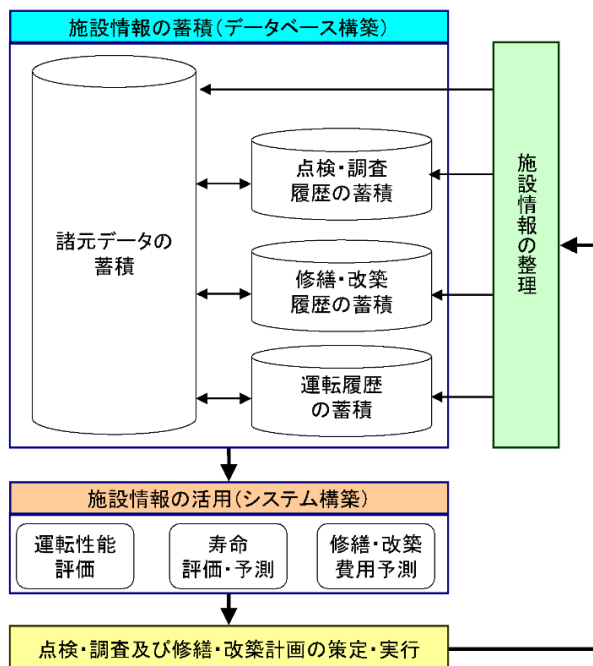 施設情報の蓄積(データベース構築)
諸元データの
蓄積
点検・調査
履歴の蓄積
修繕・改築
履歴の蓄積
運転履歴
の蓄積
施設情報の整理
施設情報の活用(システム構築)
運転性能
評価
寿命
評価・予測
修繕・改築
費用予測
点検・調査及び修繕・改築計画の策定・実行